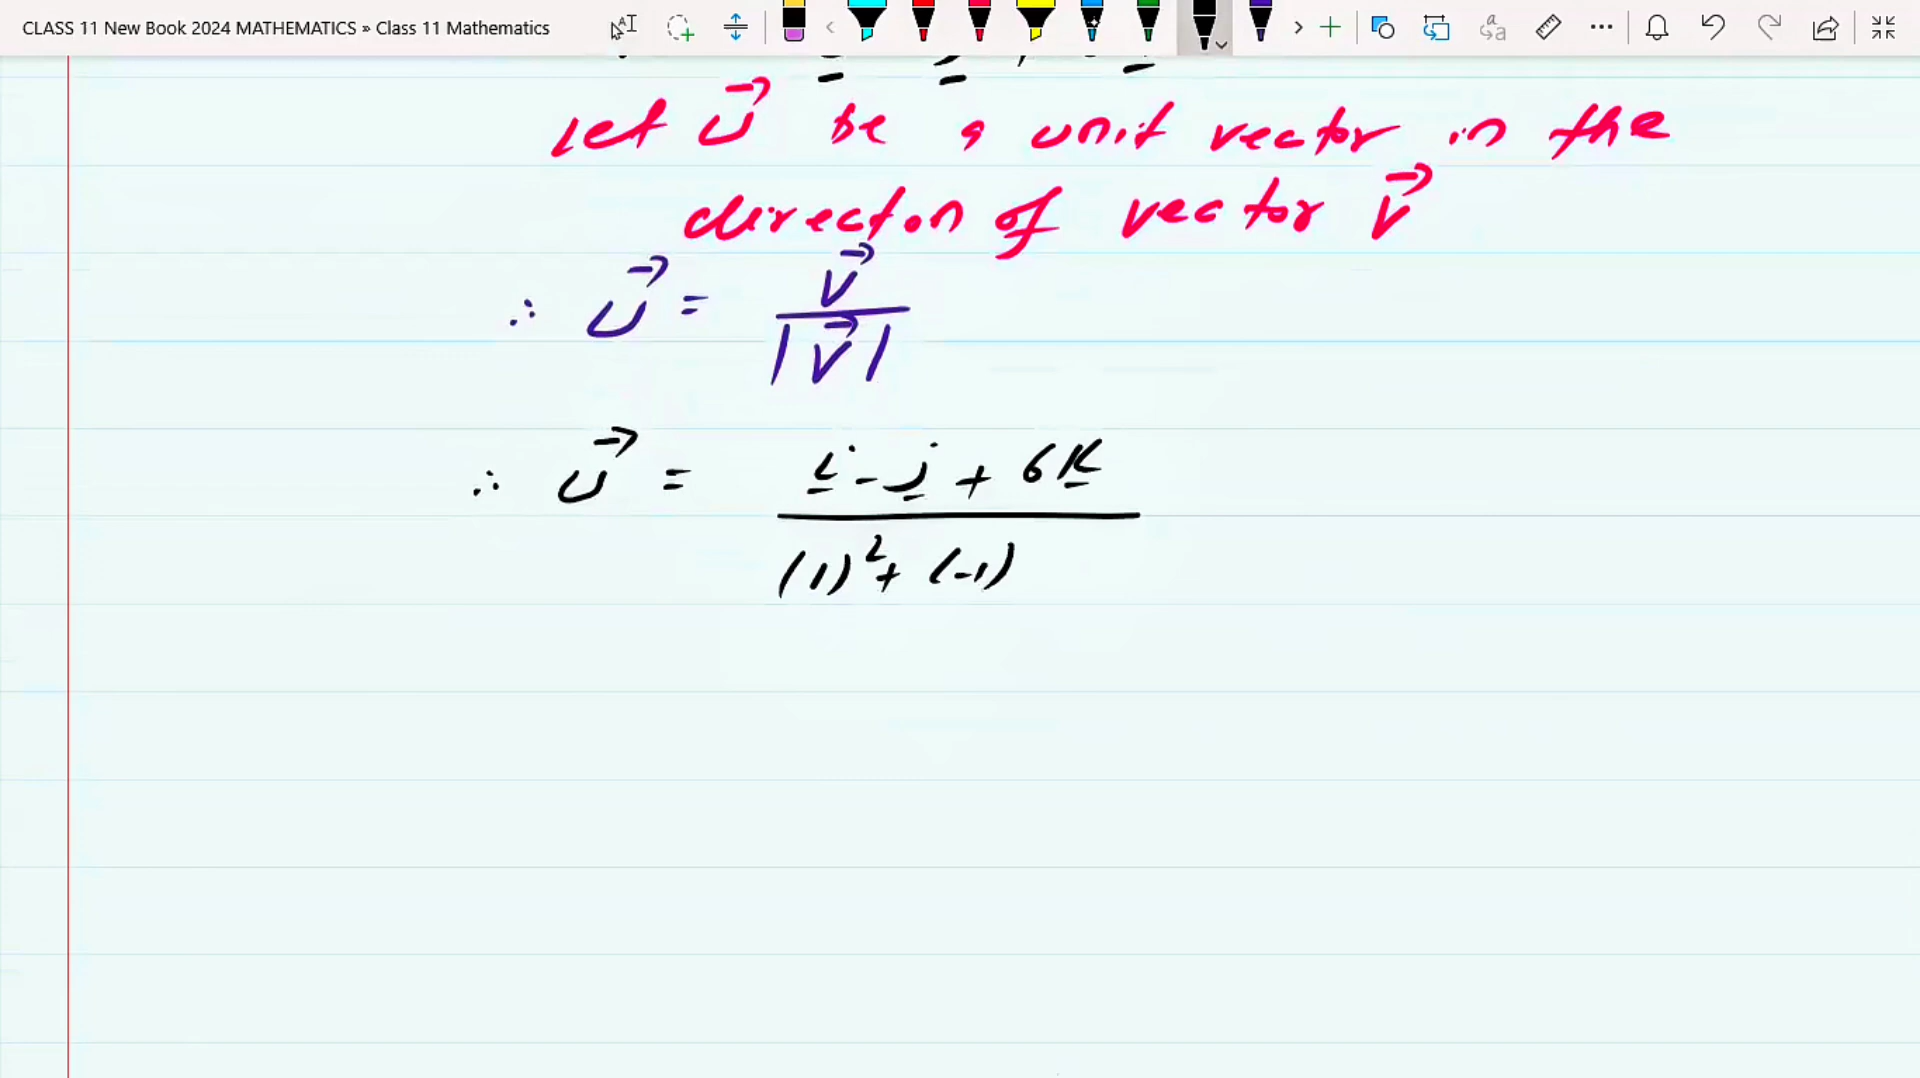 CLASS 11 New Book 2024 MATHEMATICS » Class 11 Mathematics
let u⃗ be a unit vector in the
directon of vector v⃗
∴ u⃗ = v⃗ / |v⃗|
∴ u⃗ = i - j + 6k / (1)² + (-1)